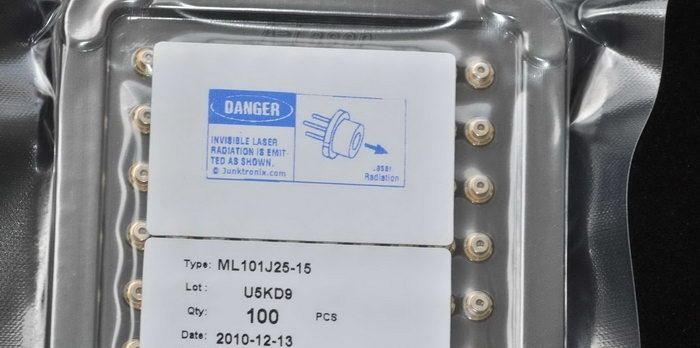 DANGER
INVISIBLE LASER
RADIATION IS EMIT-
TED AS SHOWN.
© Junktronix.com
Radiation
Type: ML101J25-15
Lot: U5KD9
Qty: 100 PCS
Date: 2010-12-13